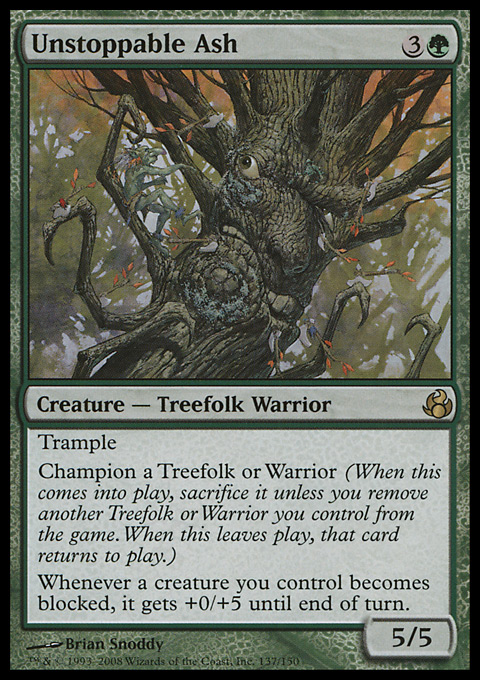 Unstoppable Ash 3
Creature — Treefolk Warrior
Trample
Champion a Treefolk or Warrior (When this
comes into play, sacrifice it unless you remove
another Treefolk or Warrior you control from
the game. When this leaves play, that card
returns to play.)
Whenever a creature you control becomes
blocked, it gets +0/+5 until end of turn.
Brian Snoddy
5/5
™ & © 1993–2008 Wizards of the Coast, Inc. 137/150